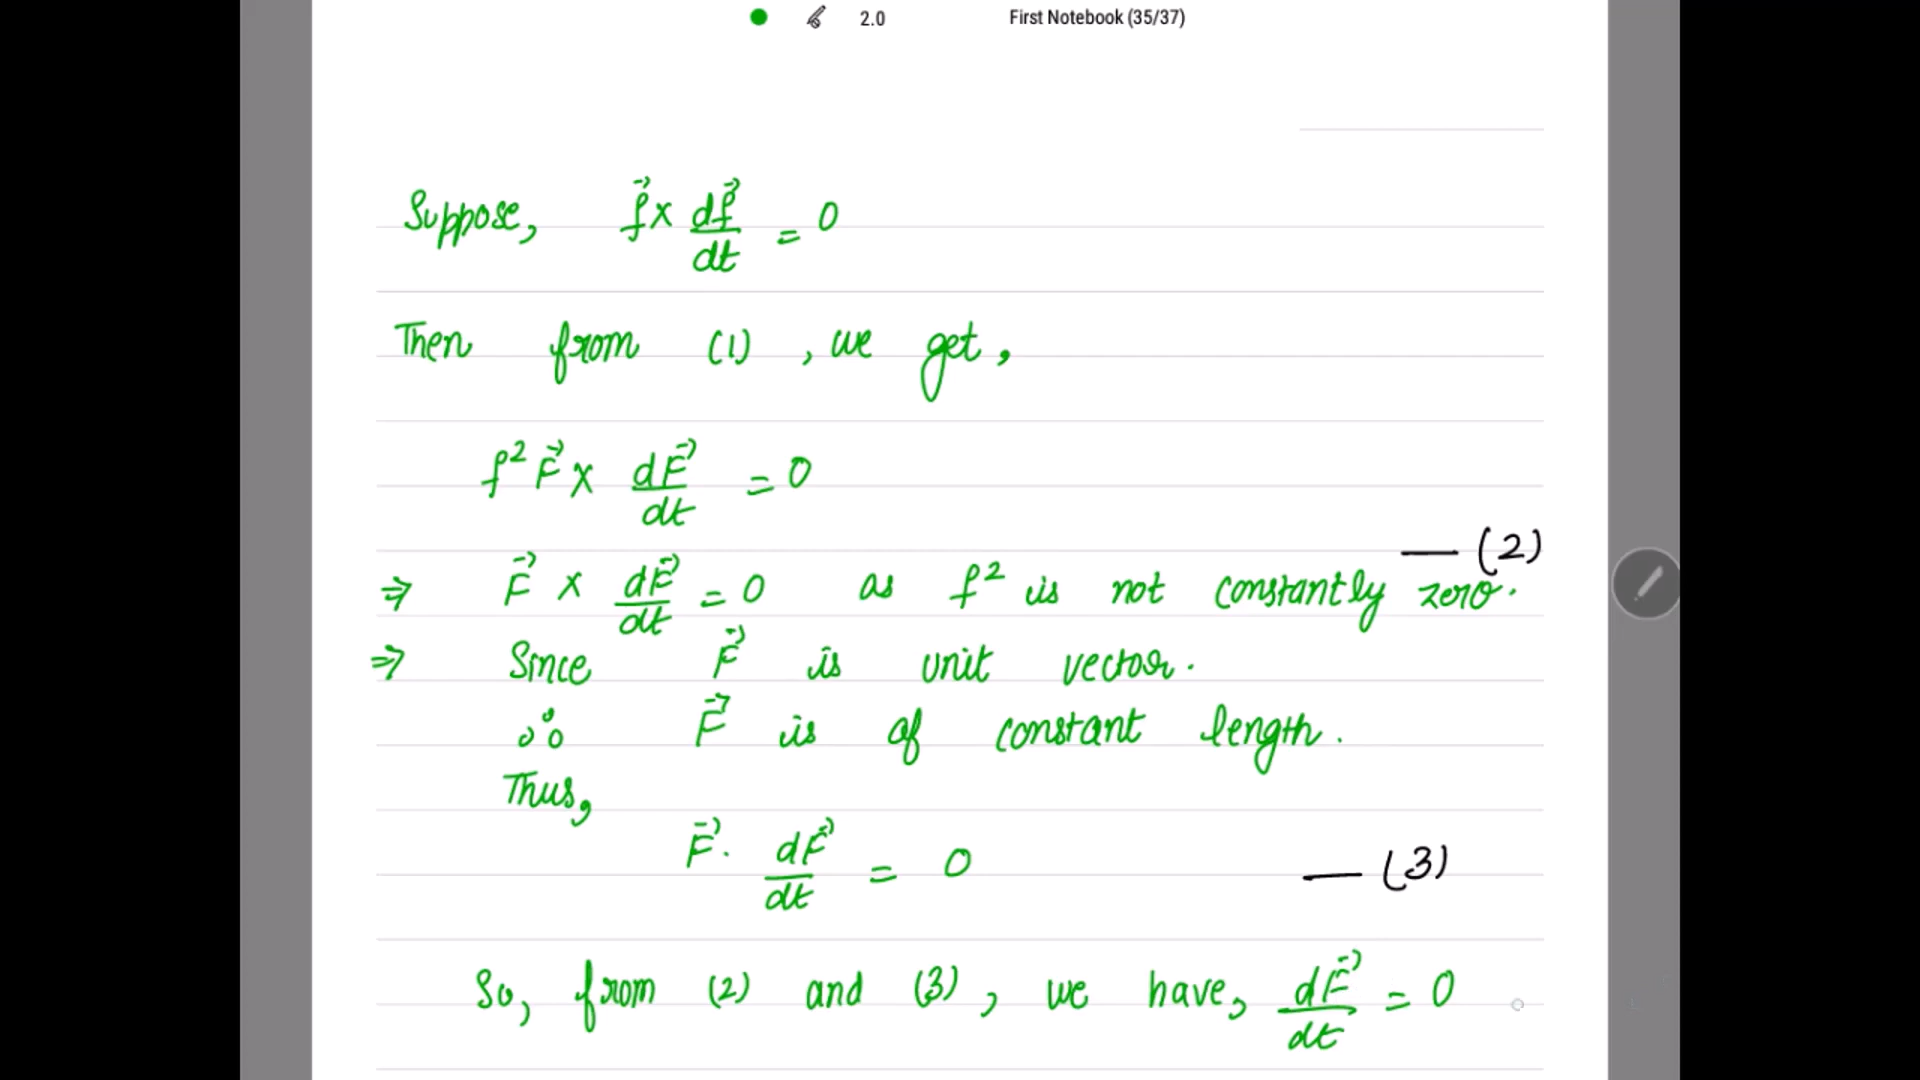 2.0 First Notebook (35/37)
Suppose, f⃗ × df⃗/dt = 0
Then from (1), we get,
f² F⃗ × dF⃗/dt = 0
— (2)
⇒ F⃗ × dF⃗/dt = 0 as f² is not constantly zero.
⇒ Since F⃗ is unit vector.
∴ F⃗ is of constant length.
Thus,
F⃗ · dF⃗/dt = 0 — (3)
So, from (2) and (3), we have, dF⃗/dt = 0